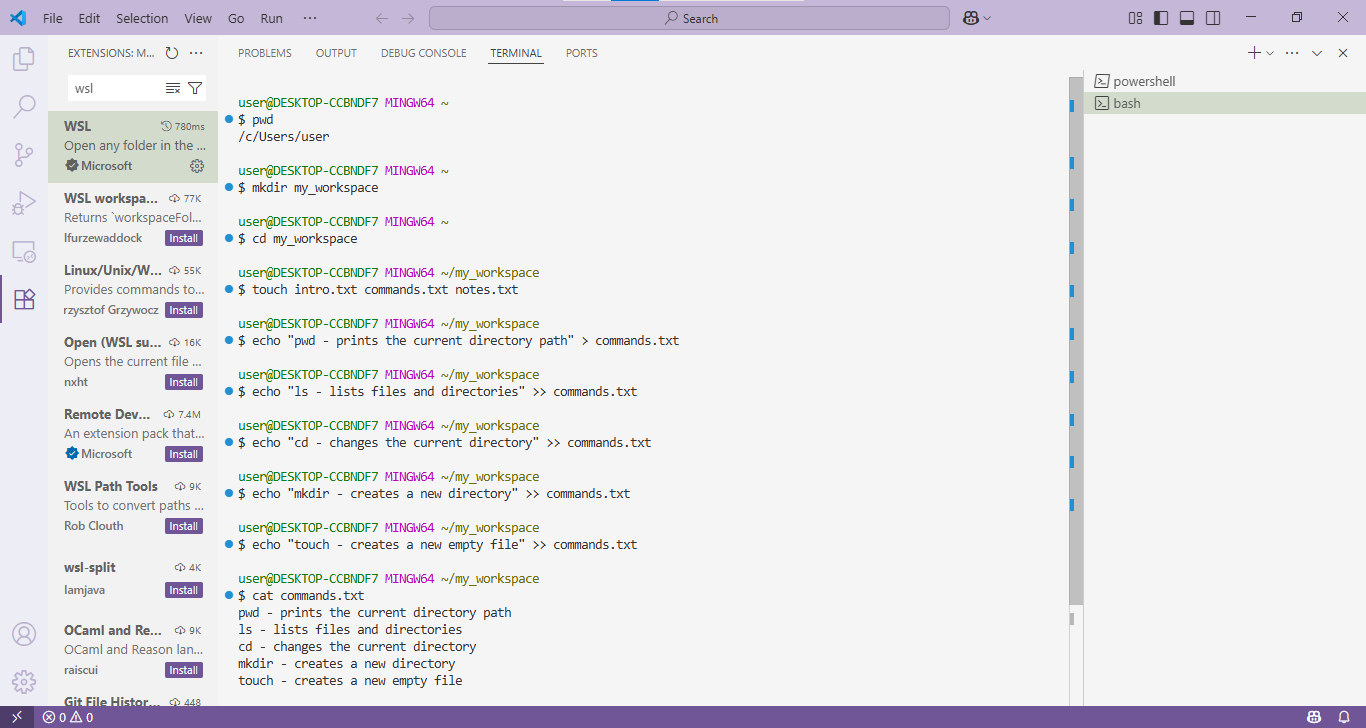 File Edit Selection View Go Run ···
Search
EXTENSIONS: M... ···
wsl
WSL 780ms
Open any folder in the ...
Microsoft
WSL workspa... 77K
Returns `workspaceFol...
lfurzewaddock Install
Linux/Unix/W... 55K
Provides commands to...
rzysztof Grzywocz Install
Open (WSL su... 16K
Opens the current file ...
nxht Install
Remote Dev... 7.4M
An extension pack that...
Microsoft Install
WSL Path Tools 9K
Tools to convert paths ...
Rob Clouth Install
wsl-split 4K
lamjava Install
OCaml and Re... 9K
OCaml and Reason lan...
raiscui Install
Git File Histor... 448
PROBLEMS OUTPUT DEBUG CONSOLE TERMINAL PORTS
user@DESKTOP-CCBNDF7 MINGW64 ~
$ pwd
/c/Users/user
user@DESKTOP-CCBNDF7 MINGW64 ~
$ mkdir my_workspace
user@DESKTOP-CCBNDF7 MINGW64 ~
$ cd my_workspace
user@DESKTOP-CCBNDF7 MINGW64 ~/my_workspace
$ touch intro.txt commands.txt notes.txt
user@DESKTOP-CCBNDF7 MINGW64 ~/my_workspace
$ echo "pwd - prints the current directory path" > commands.txt
user@DESKTOP-CCBNDF7 MINGW64 ~/my_workspace
$ echo "ls - lists files and directories" >> commands.txt
user@DESKTOP-CCBNDF7 MINGW64 ~/my_workspace
$ echo "cd - changes the current directory" >> commands.txt
user@DESKTOP-CCBNDF7 MINGW64 ~/my_workspace
$ echo "mkdir - creates a new directory" >> commands.txt
user@DESKTOP-CCBNDF7 MINGW64 ~/my_workspace
$ echo "touch - creates a new empty file" >> commands.txt
user@DESKTOP-CCBNDF7 MINGW64 ~/my_workspace
$ cat commands.txt
pwd - prints the current directory path
ls - lists files and directories
cd - changes the current directory
mkdir - creates a new directory
touch - creates a new empty file
powershell
bash
0 0